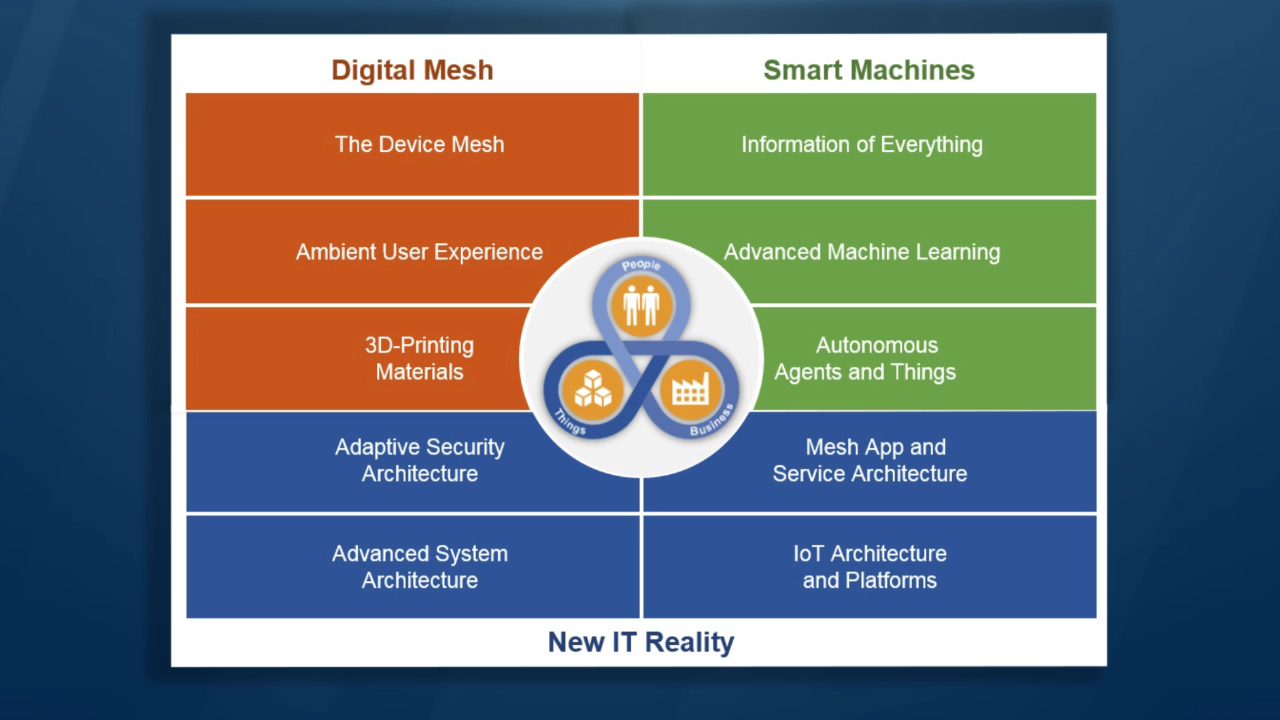 Digital Mesh
Smart Machines
The Device Mesh
Information of Everything
Ambient User Experience
Advanced Machine Learning
3D-Printing
Materials
Autonomous
Agents and Things
People
Things
Business
Adaptive Security
Architecture
Mesh App and
Service Architecture
Advanced System
Architecture
IoT Architecture
and Platforms
New IT Reality